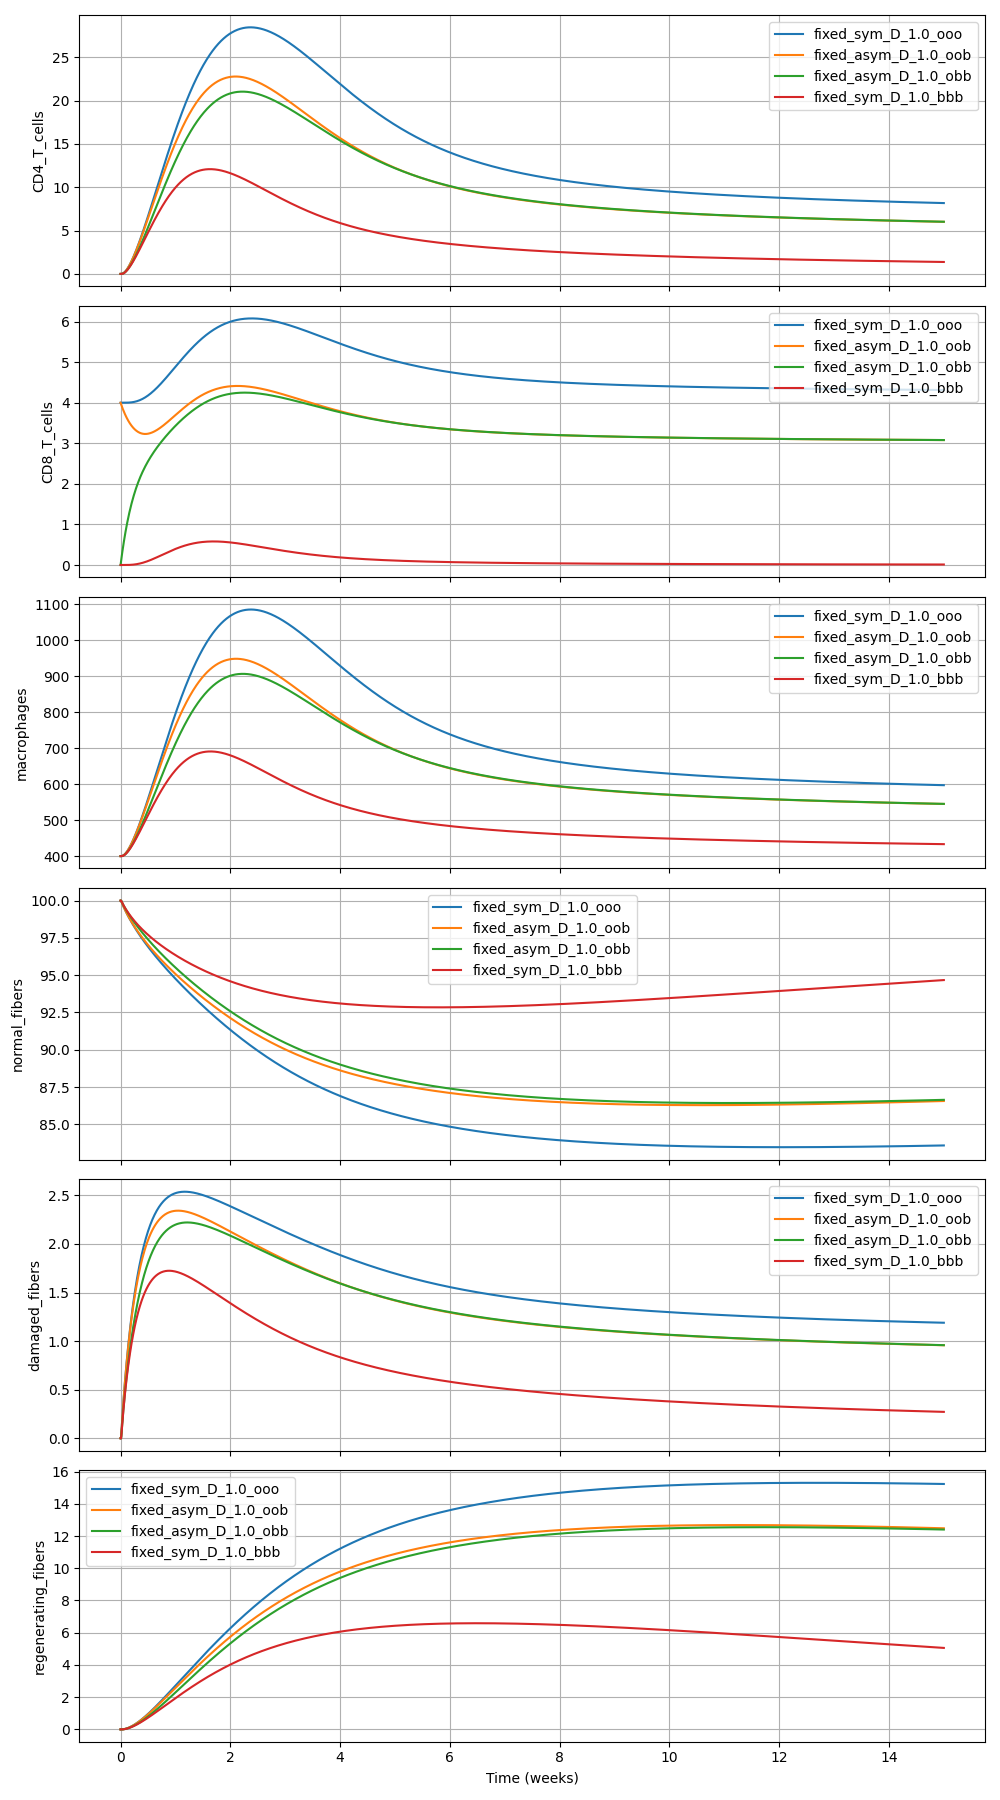 CD4_T_cells
25
20
15
10
5
0
fixed_sym_D_1.0_ooo
fixed_asym_D_1.0_oob
fixed_asym_D_1.0_obb
fixed_sym_D_1.0_bbb
CD8_T_cells
6
5
4
3
2
1
0
fixed_sym_D_1.0_ooo
fixed_asym_D_1.0_oob
fixed_asym_D_1.0_obb
fixed_sym_D_1.0_bbb
macrophages
1100
1000
900
800
700
600
500
400
fixed_sym_D_1.0_ooo
fixed_asym_D_1.0_oob
fixed_asym_D_1.0_obb
fixed_sym_D_1.0_bbb
normal_fibers
100.0
97.5
95.0
92.5
90.0
87.5
85.0
fixed_sym_D_1.0_ooo
fixed_asym_D_1.0_oob
fixed_asym_D_1.0_obb
fixed_sym_D_1.0_bbb
damaged_fibers
2.5
2.0
1.5
1.0
0.5
0.0
fixed_sym_D_1.0_ooo
fixed_asym_D_1.0_oob
fixed_asym_D_1.0_obb
fixed_sym_D_1.0_bbb
regenerating_fibers
16
14
12
10
8
6
4
2
0
fixed_sym_D_1.0_ooo
fixed_asym_D_1.0_oob
fixed_asym_D_1.0_obb
fixed_sym_D_1.0_bbb
0 2 4 6 8 10 12 14
Time (weeks)